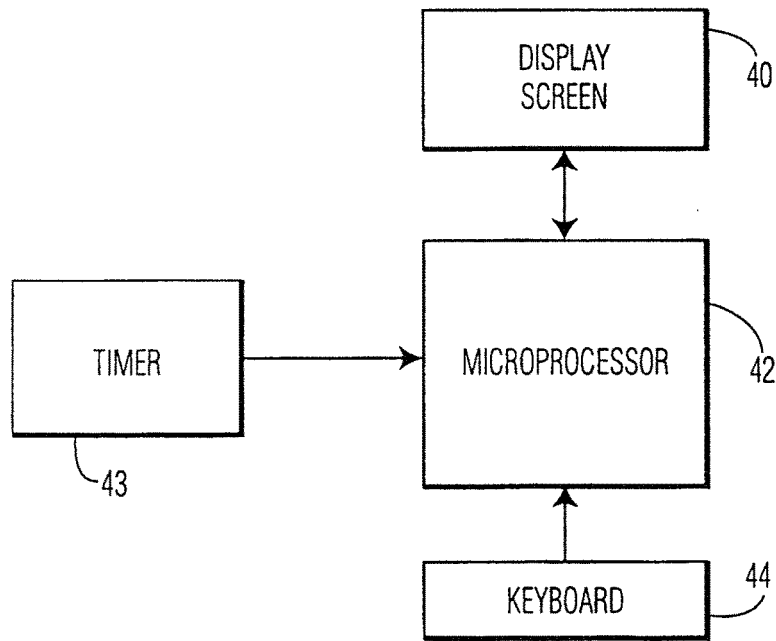 DISPLAY
SCREEN
40
TIMER
43
MICROPROCESSOR
42
KEYBOARD
44